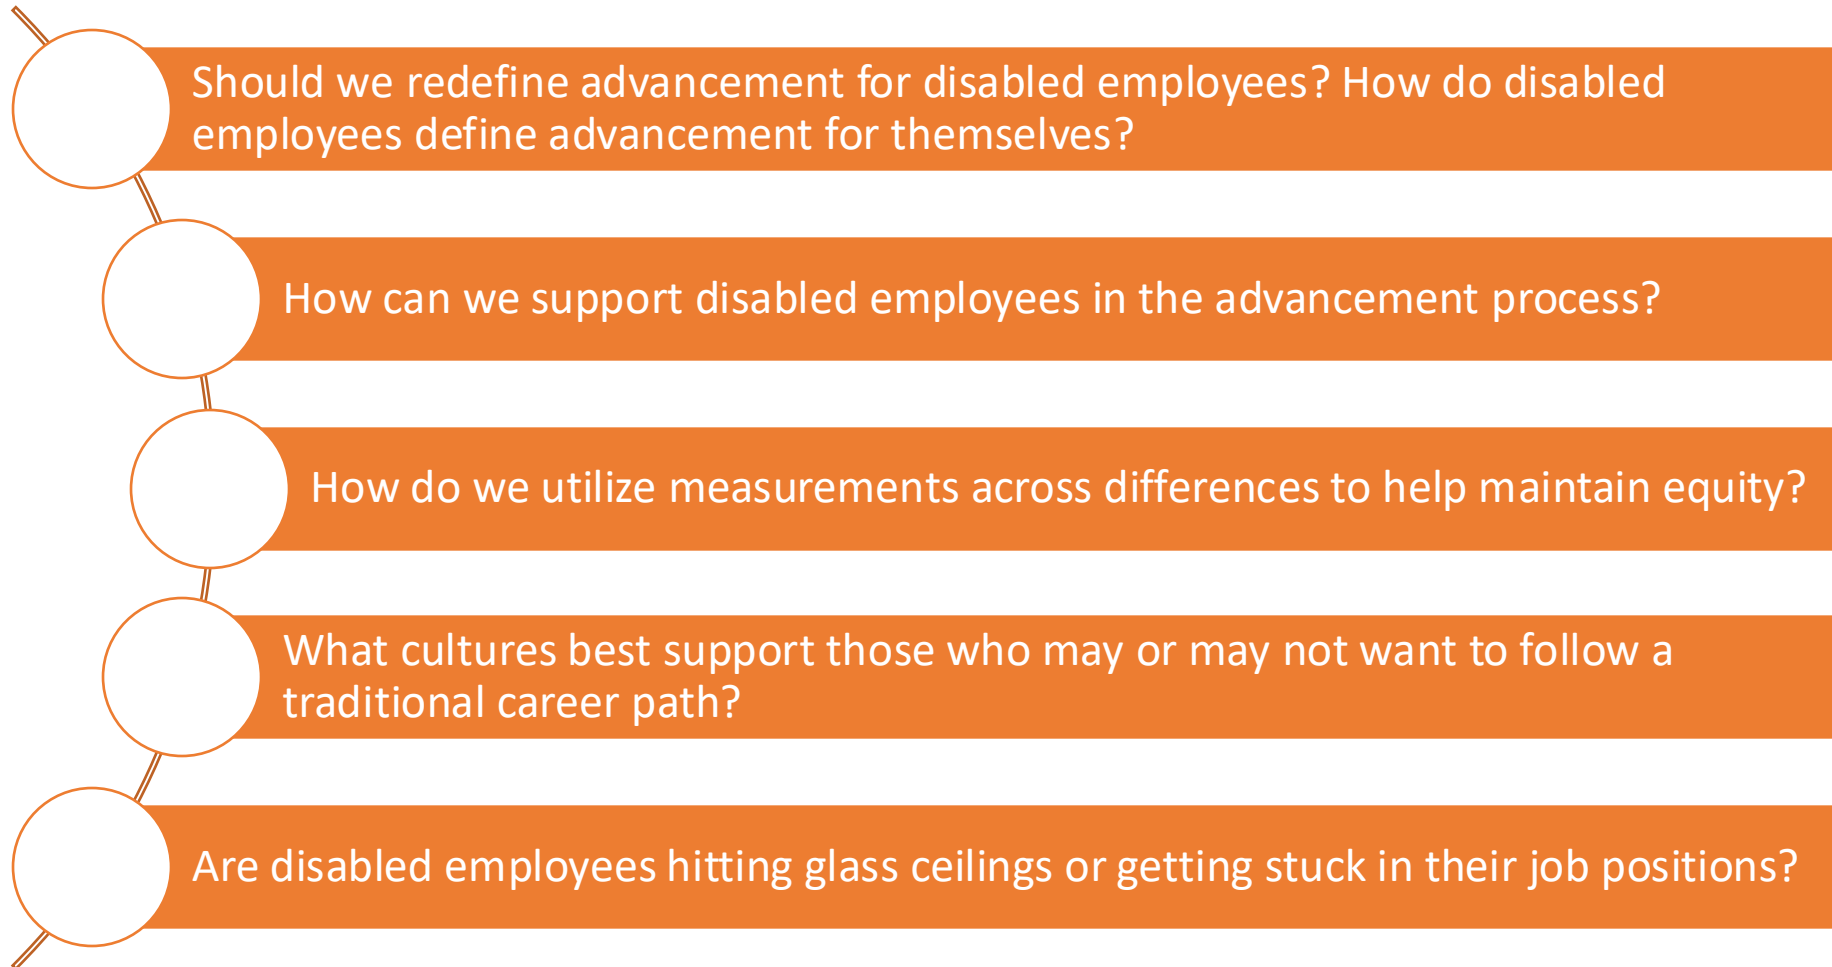 Should we redefine advancement for disabled employees? How do disabled
employees define advancement for themselves?
How can we support disabled employees in the advancement process?
How do we utilize measurements across differences to help maintain equity?
What cultures best support those who may or may not want to follow a
traditional career path?
Are disabled employees hitting glass ceilings or getting stuck in their job positions?